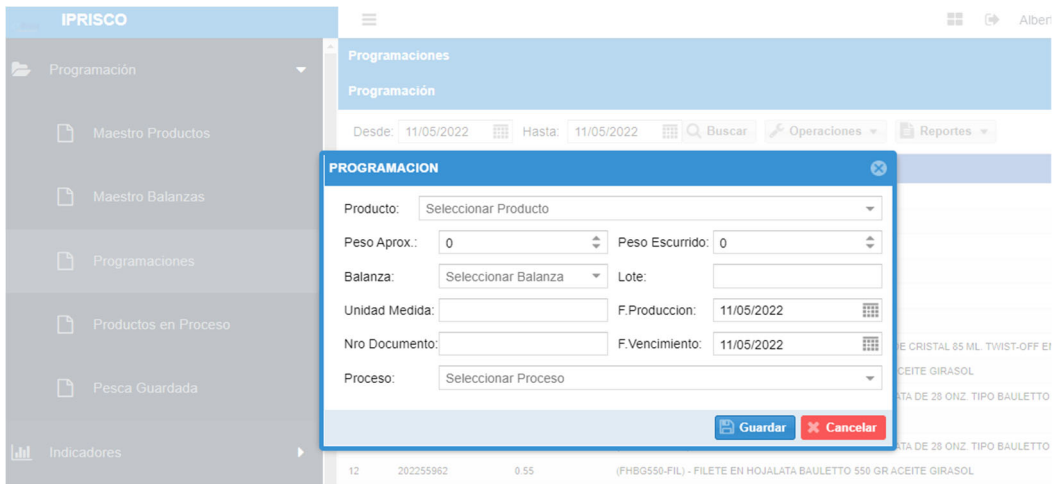 IPRISCO
Alber
Programación
Programaciones
Programación
Maestro Productos
Desde: 11/05/2022 Hasta: 11/05/2022 Buscar Operaciones Reportes
PROGRAMACION
Maestro Balanzas
Producto: Seleccionar Producto
Peso Aprox.: 0 Peso Escurrido: 0
Programaciones
Balanza: Seleccionar Balanza Lote:
Unidad Medida: F.Produccion: 11/05/2022
Productos en Proceso
Nro Documento: F.Vencimiento: 11/05/2022
DE CRISTAL 85 ML. TWIST-OFF EN
ACEITE GIRASOL
Proceso: Seleccionar Proceso
Pesca Guardada
ATA DE 28 ONZ. TIPO BAULETTO
Guardar Cancelar
ATA DE 28 ONZ. TIPO BAULETTO
Indicadores
12 202255962 0.55 (FHBG550-FIL) - FILETE EN HOJALATA BAULETTO 550 GR ACEITE GIRASOL